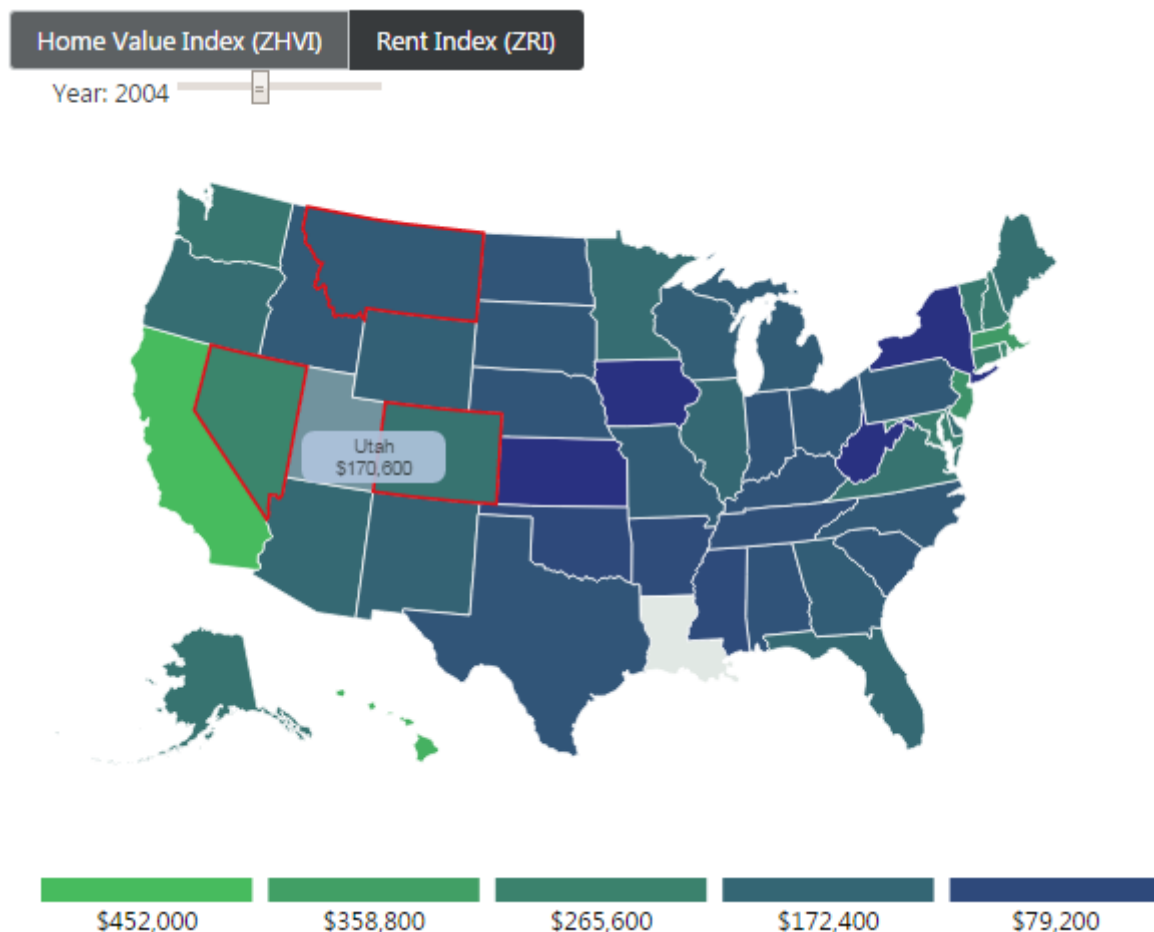 Home Value Index (ZHVI) Rent Index (ZRI)
Year: 2004
Utah
$170,600
$452,000 $358,800 $265,600 $172,400 $79,200